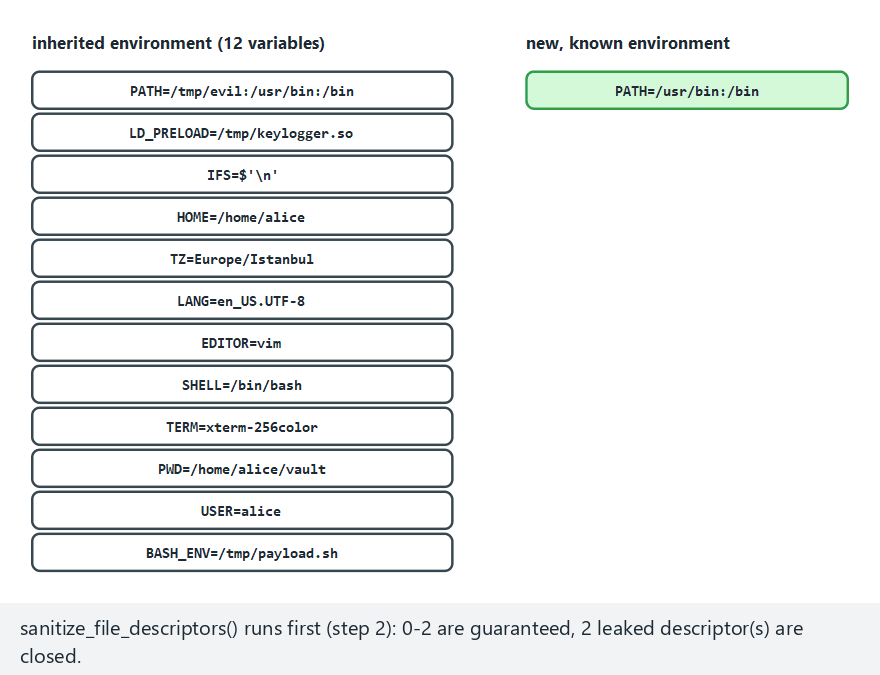 inherited environment (12 variables)
new, known environment
PATH=/tmp/evil:/usr/bin:/bin
PATH=/usr/bin:/bin
LD_PRELOAD=/tmp/keylogger.so
IFS=$'\n'
HOME=/home/alice
TZ=Europe/Istanbul
LANG=en_US.UTF-8
EDITOR=vim
SHELL=/bin/bash
TERM=xterm-256color
PWD=/home/alice/vault
USER=alice
BASH_ENV=/tmp/payload.sh
sanitize_file_descriptors() runs first (step 2): 0-2 are guaranteed, 2 leaked descriptor(s) are
closed.